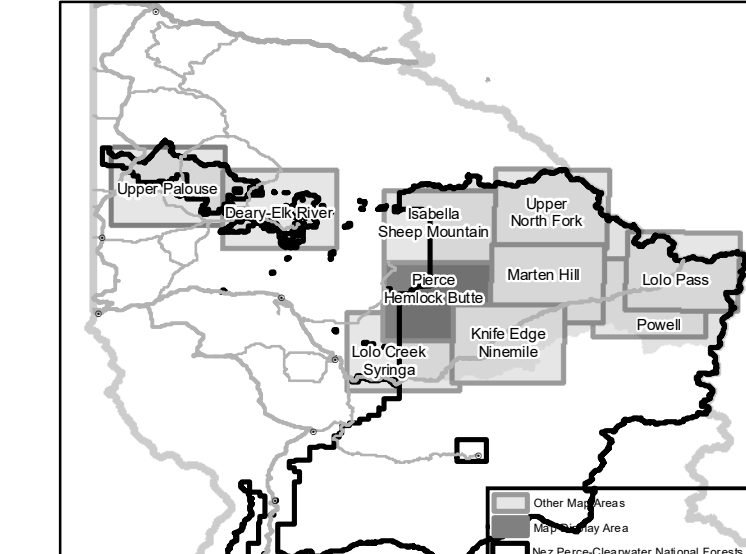 Upper Palouse
Deary-Elk River
Isabella
Sheep Mountain
Upper
North Fork
Pierce
Hemlock Butte
Marten Hill
Lolo Pass
Powell
Knife Edge
Ninemile
Lolo Creek
Syringa
Other Map Areas
Map Display Area
Nez Perce-Clearwater National Forests